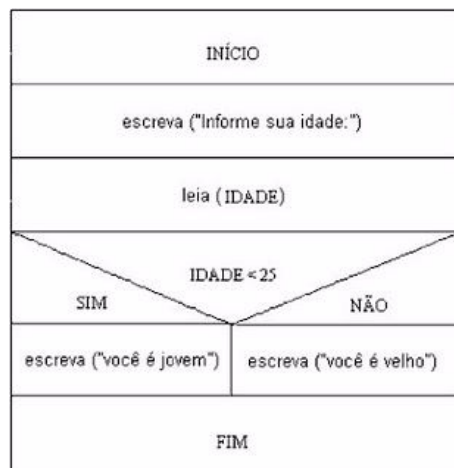 INÍCIO
escreva ("Informe sua idade:")
leia (IDADE)
IDADE < 25
SIM
NÃO
escreva ("você é jovem")
escreva ("você é velho")
FIM